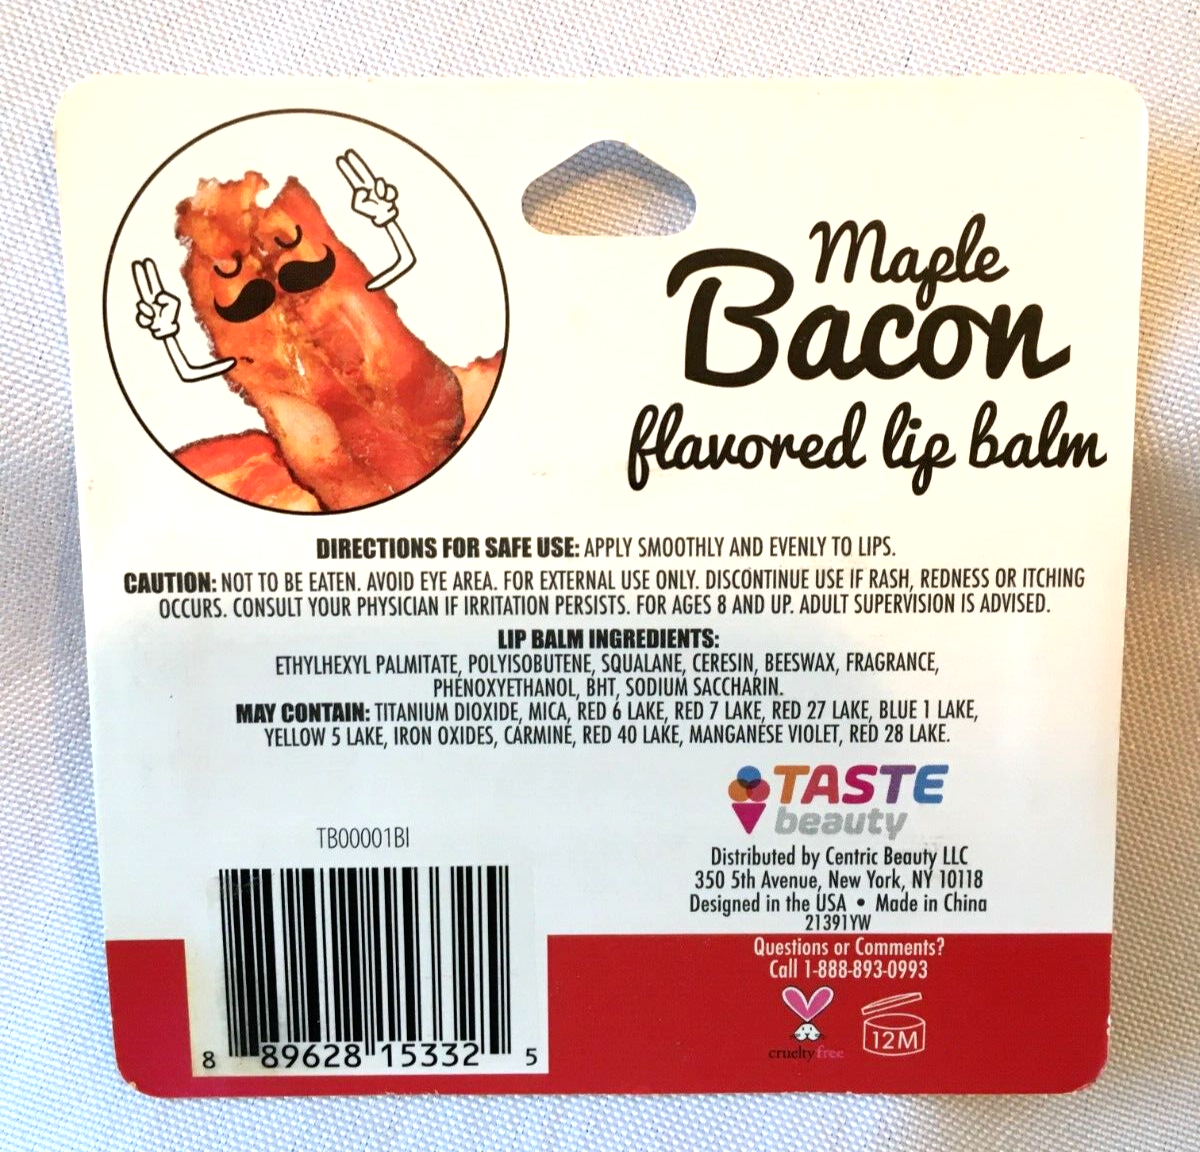 Maple
Bacon
flavored lip balm
DIRECTIONS FOR SAFE USE: APPLY SMOOTHLY AND EVENLY TO LIPS.
CAUTION: NOT TO BE EATEN. AVOID EYE AREA. FOR EXTERNAL USE ONLY. DISCONTINUE USE IF RASH, REDNESS OR ITCHING
OCCURS. CONSULT YOUR PHYSICIAN IF IRRITATION PERSISTS. FOR AGES 8 AND UP. ADULT SUPERVISION IS ADVISED.
LIP BALM INGREDIENTS:
ETHYLHEXYL PALMITATE, POLYISOBUTENE, SQUALANE, CERESIN, BEESWAX, FRAGRANCE,
PHENOXYETHANOL, BHT, SODIUM SACCHARIN.
MAY CONTAIN: TITANIUM DIOXIDE, MICA, RED 6 LAKE, RED 7 LAKE, RED 27 LAKE, BLUE 1 LAKE,
YELLOW 5 LAKE, IRON OXIDES, CARMINE, RED 40 LAKE, MANGANESE VIOLET, RED 28 LAKE.
TASTE
beauty
TB00001BI
Distributed by Centric Beauty LLC
350 5th Avenue, New York, NY 10118
Designed in the USA • Made in China
21391YW
Questions or Comments?
Call 1-888-893-0993
cruelty free
12M
8 89628 15332 5